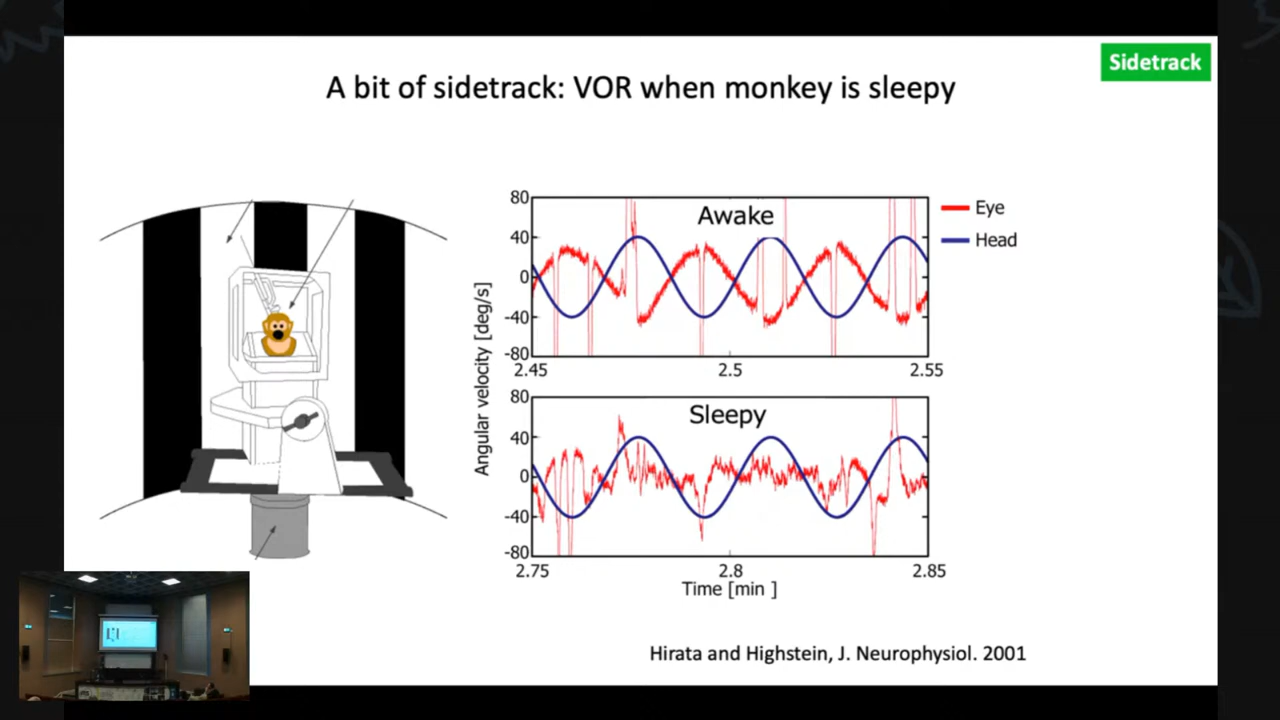 Sidetrack
A bit of sidetrack: VOR when monkey is sleepy
Angular velocity [deg/s]
80
40
0
-40
-80
Awake
2.45
2.5
2.55
Eye
Head
80
40
0
-40
-80
Sleepy
2.75
2.8
2.85
Time [min ]
Hirata and Highstein, J. Neurophysiol. 2001